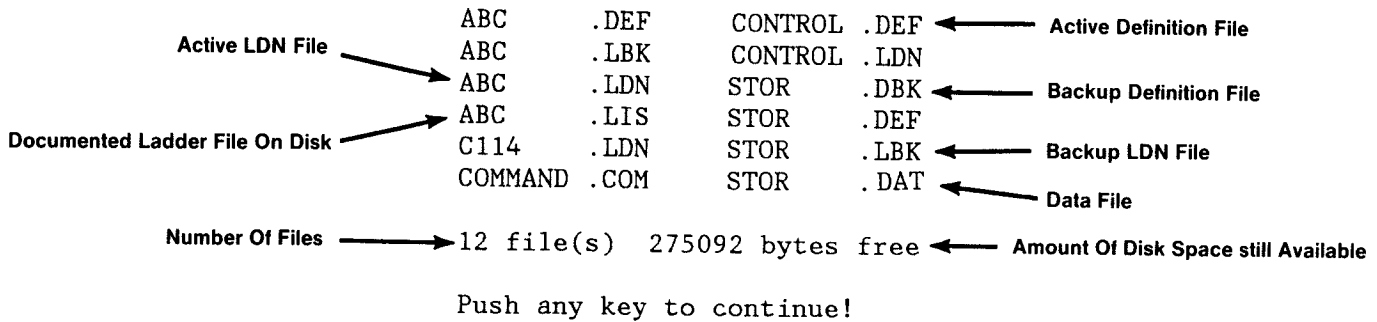 ABC .DEF CONTROL .DEF Active Definition File
Active LDN File ABC .LBK CONTROL .LDN
ABC .LDN STOR .DBK Backup Definition File
Documented Ladder File On Disk ABC .LIS STOR .DEF
C114 .LDN STOR .LBK Backup LDN File
COMMAND .COM STOR .DAT Data File
Number Of Files 12 file(s) 275092 bytes free Amount Of Disk Space still Available
Push any key to continue!